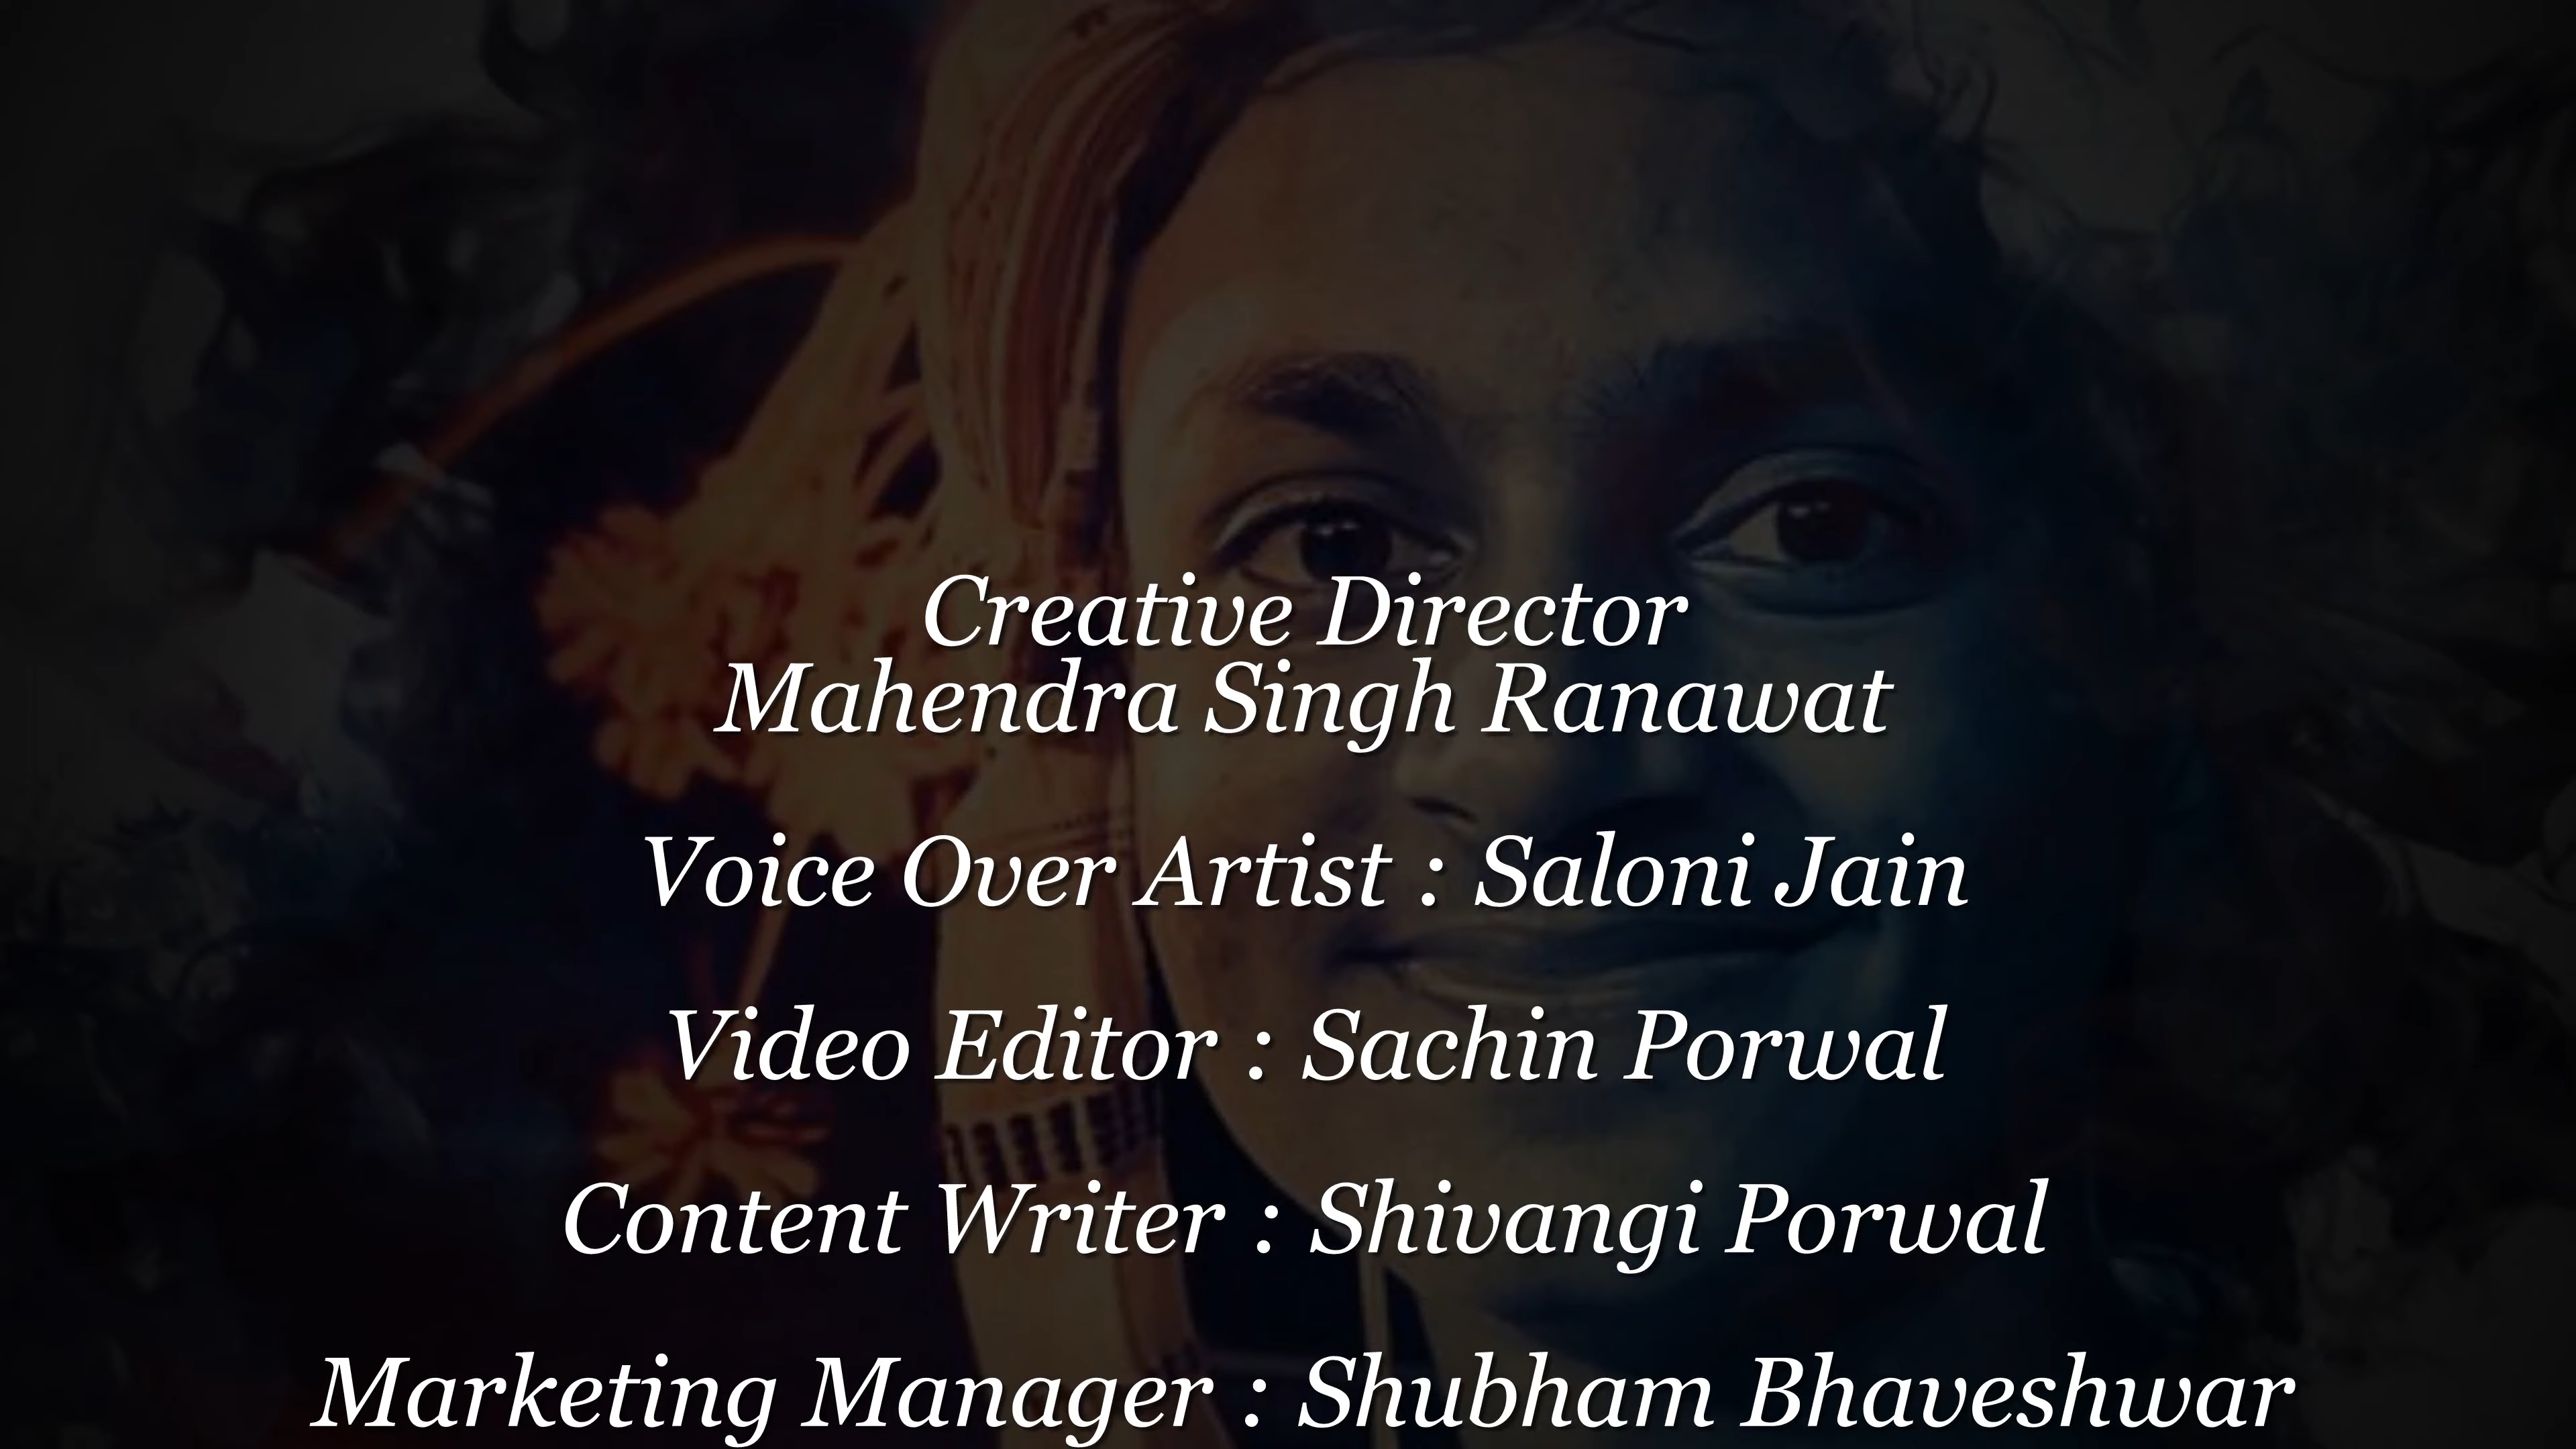 Creative Director
Mahendra Singh Ranawat
Voice Over Artist : Saloni Jain
Video Editor : Sachin Porwal
Content Writer : Shivangi Porwal
Marketing Manager : Shubham Bhaveshwar